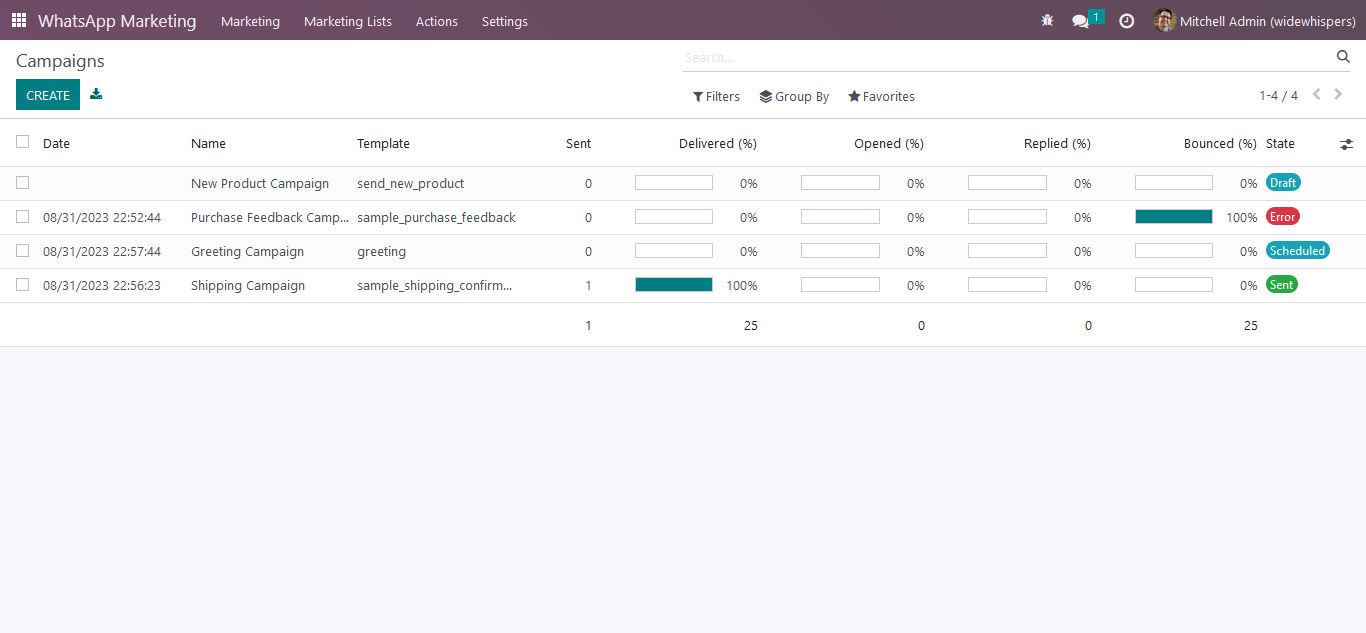 WhatsApp Marketing Marketing Marketing Lists Actions Settings 1 Mitchell Admin (widewhispers)
Campaigns Search...
CREATE Filters Group By Favorites 1-4 / 4
Date Name Template Sent Delivered (%) Opened (%) Replied (%) Bounced (%) State
New Product Campaign send_new_product 0 0% 0% 0% 0% Draft
08/31/2023 22:52:44 Purchase Feedback Camp... sample_purchase_feedback 0 0% 0% 0% 100% Error
08/31/2023 22:57:44 Greeting Campaign greeting 0 0% 0% 0% 0% Scheduled
08/31/2023 22:56:23 Shipping Campaign sample_shipping_confirm... 1 100% 0% 0% 0% Sent
1 25 0 0 25